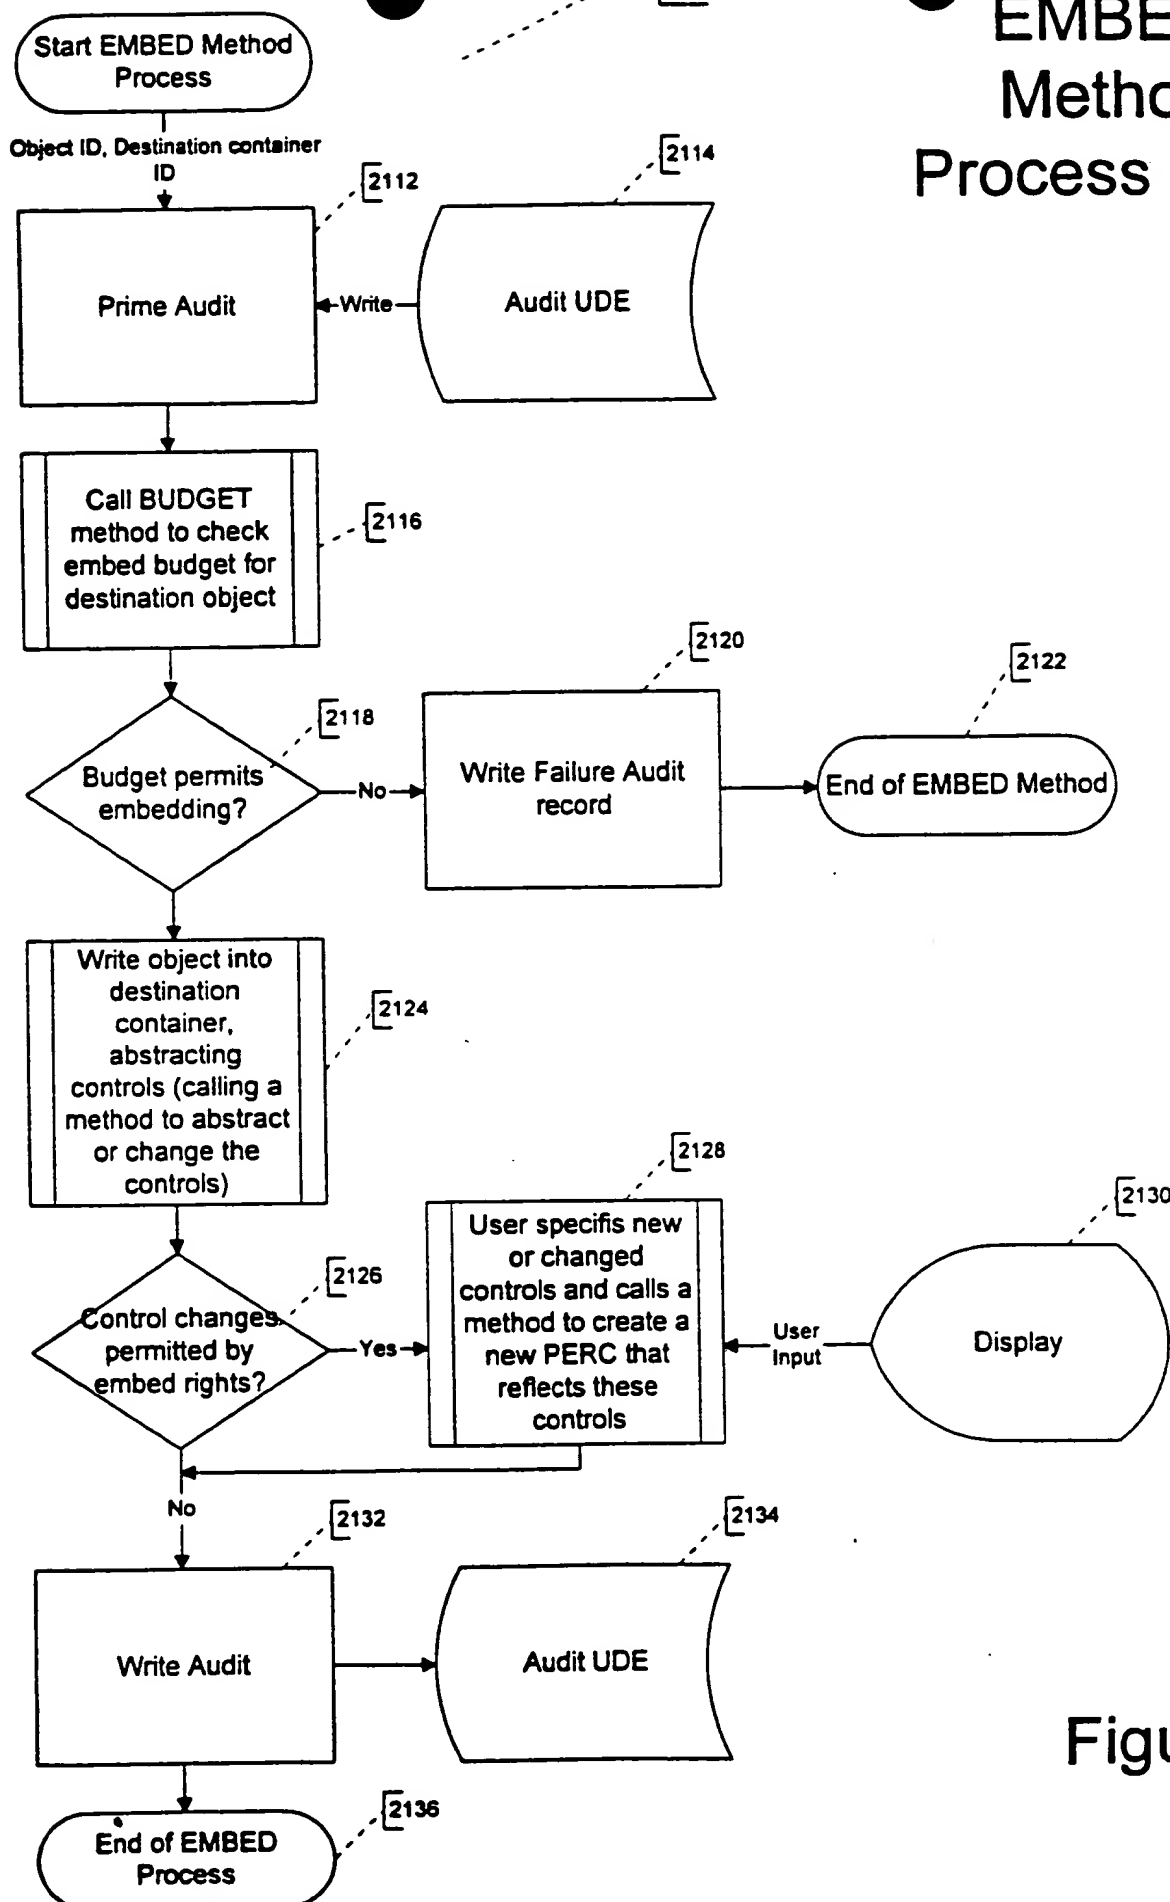 EMBE
Metho
Process
Start EMBED Method
Process
Object ID, Destination container
ID
2112
2114
Prime Audit
Write
Audit UDE
Call BUDGET
method to check
embed budget for
destination object
2116
2118
Budget permits
embedding?
No
2120
Write Failure Audit
record
2122
End of EMBED Method
Write object into
destination
container,
abstracting
controls (calling a
method to abstract
or change the
controls)
2124
2126
Control changes
permitted by
embed rights?
Yes
2128
User specifis new
or changed
controls and calls a
method to create a
new PERC that
reflects these
controls
User
Input
2130
Display
No
2132
Write Audit
2134
Audit UDE
Figu
2136
End of EMBED
Process